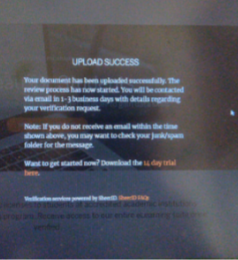 UPLOAD SUCCESS
Your document has been uploaded successfully. The
review process has now started. You will be contacted
via email in 1-3 business days with details regarding
your verification request.
Note: If you do not receive an email within the time
shown above, you may want to check your junk/spam
folder for the message.
Want to get started now? Download the 14 day trial
here.
Verification services powered by SheerID. SheerID FAQs